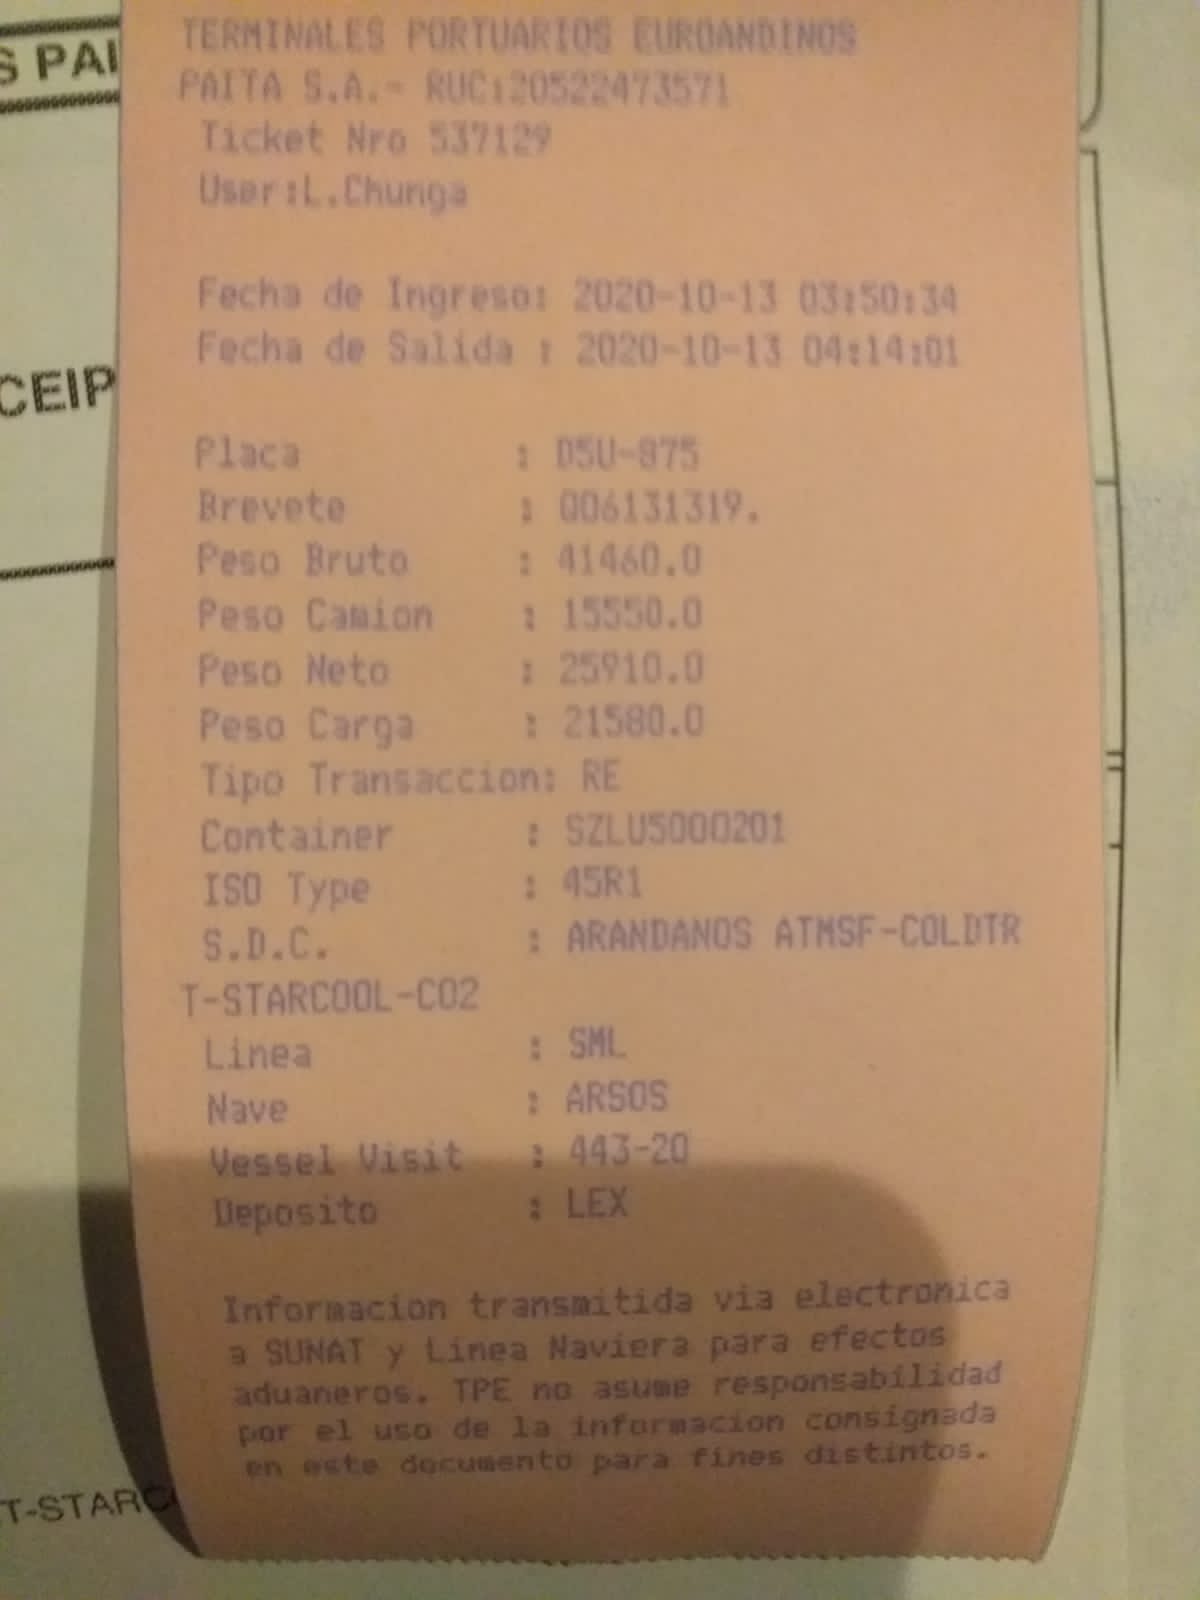 TERMINALES PORTUARIOS EUROANDINOS
PAITA S.A.- RUC:20522473571
Ticket Nro 537129
User:L.Chunga
Fecha de Ingreso: 2020-10-13 03:50:34
Fecha de Salida : 2020-10-13 04:14:01
Placa : D5U-875
Brevete : Q06131319.
Peso Bruto : 41460.0
Peso Camion : 15550.0
Peso Neto : 25910.0
Peso Carga : 21580.0
Tipo Transaccion: RE
Container : SZLU5000201
ISO Type : 45R1
S.D.C. : ARANDANOS ATMSF-COLDTR
T-STARCOOL-CO2
Linea : SML
Nave : ARSOS
Vessel Visit : 443-20
Deposito : LEX
Informacion transmitida via electronica
a SUNAT y Linea Naviera para efectos
aduaneros. TPE no asume responsabilidad
por el uso de la informacion consignada
en este documento para fines distintos.
S PAI
CEIP
T-STARC